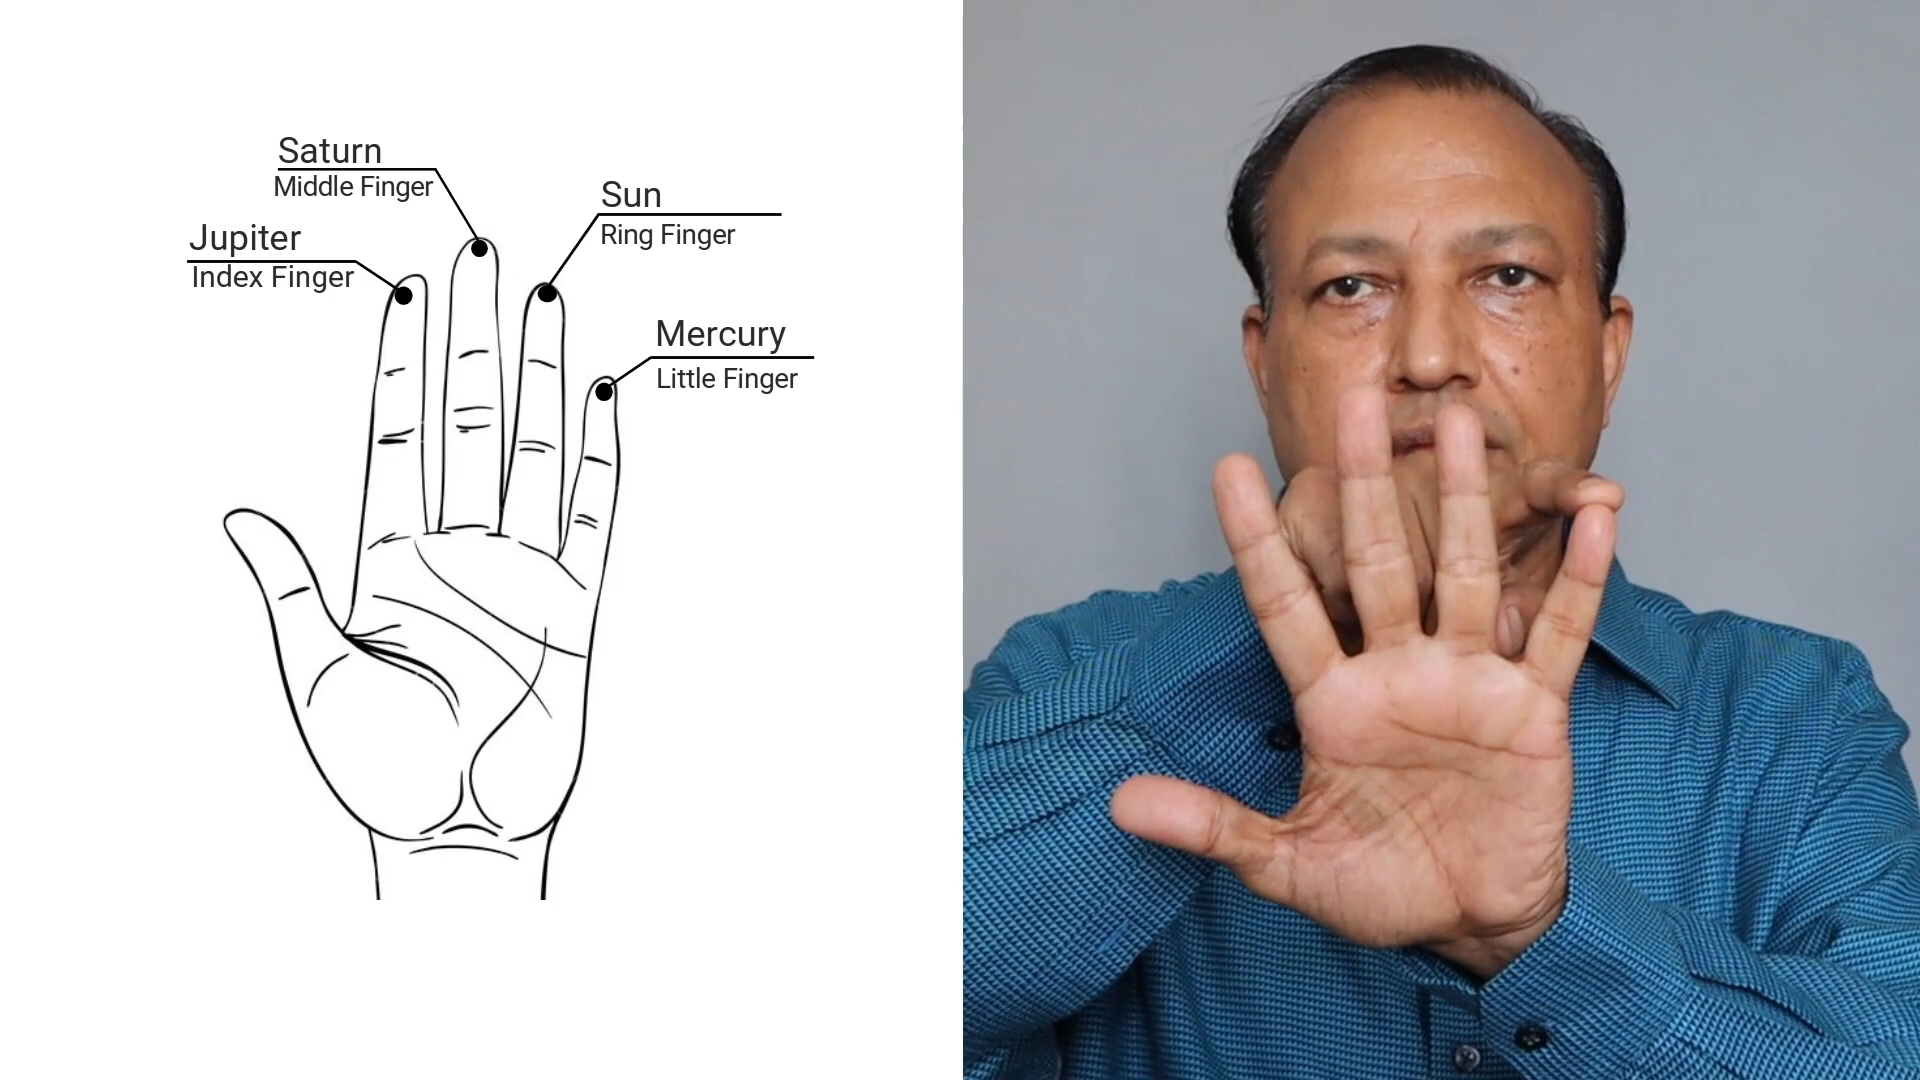 Saturn
Middle Finger
Sun
Ring Finger
Jupiter
Index Finger
Mercury
Little Finger